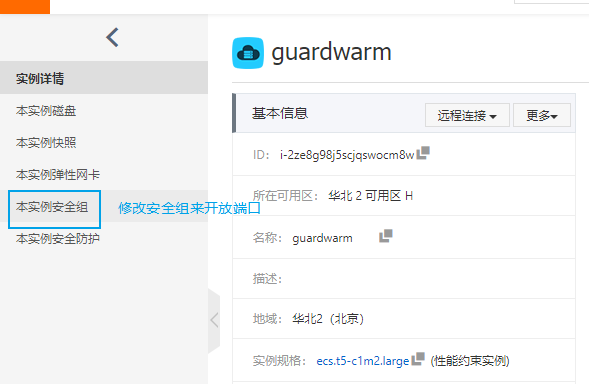 guardwarm
实例详情
本实例磁盘
本实例快照
本实例弹性网卡
本实例安全组
修改安全组来开放端口
本实例安全防护
基本信息
远程连接
更多
ID: i-2ze8g98j5scjqswocm8w
所在可用区: 华北 2 可用区 H
名称: guardwarm
描述:
地域: 华北2（北京）
实例规格: ecs.t5-c1m2.large (性能约束实例)